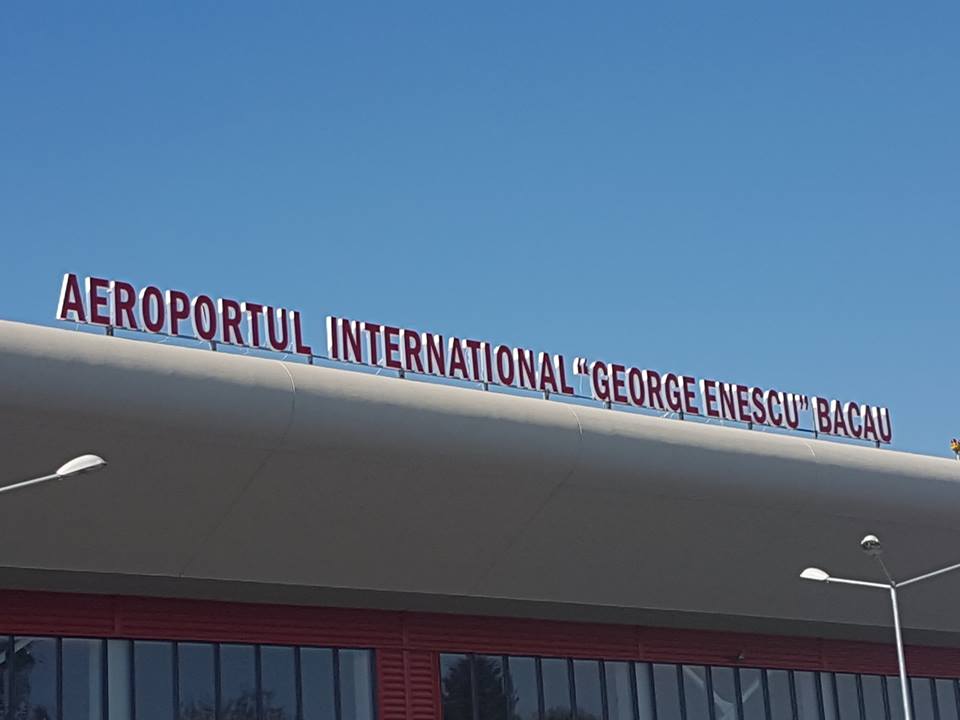 AEROPORTUL INTERNATIONAL “GEORGE ENESCU” BACAU